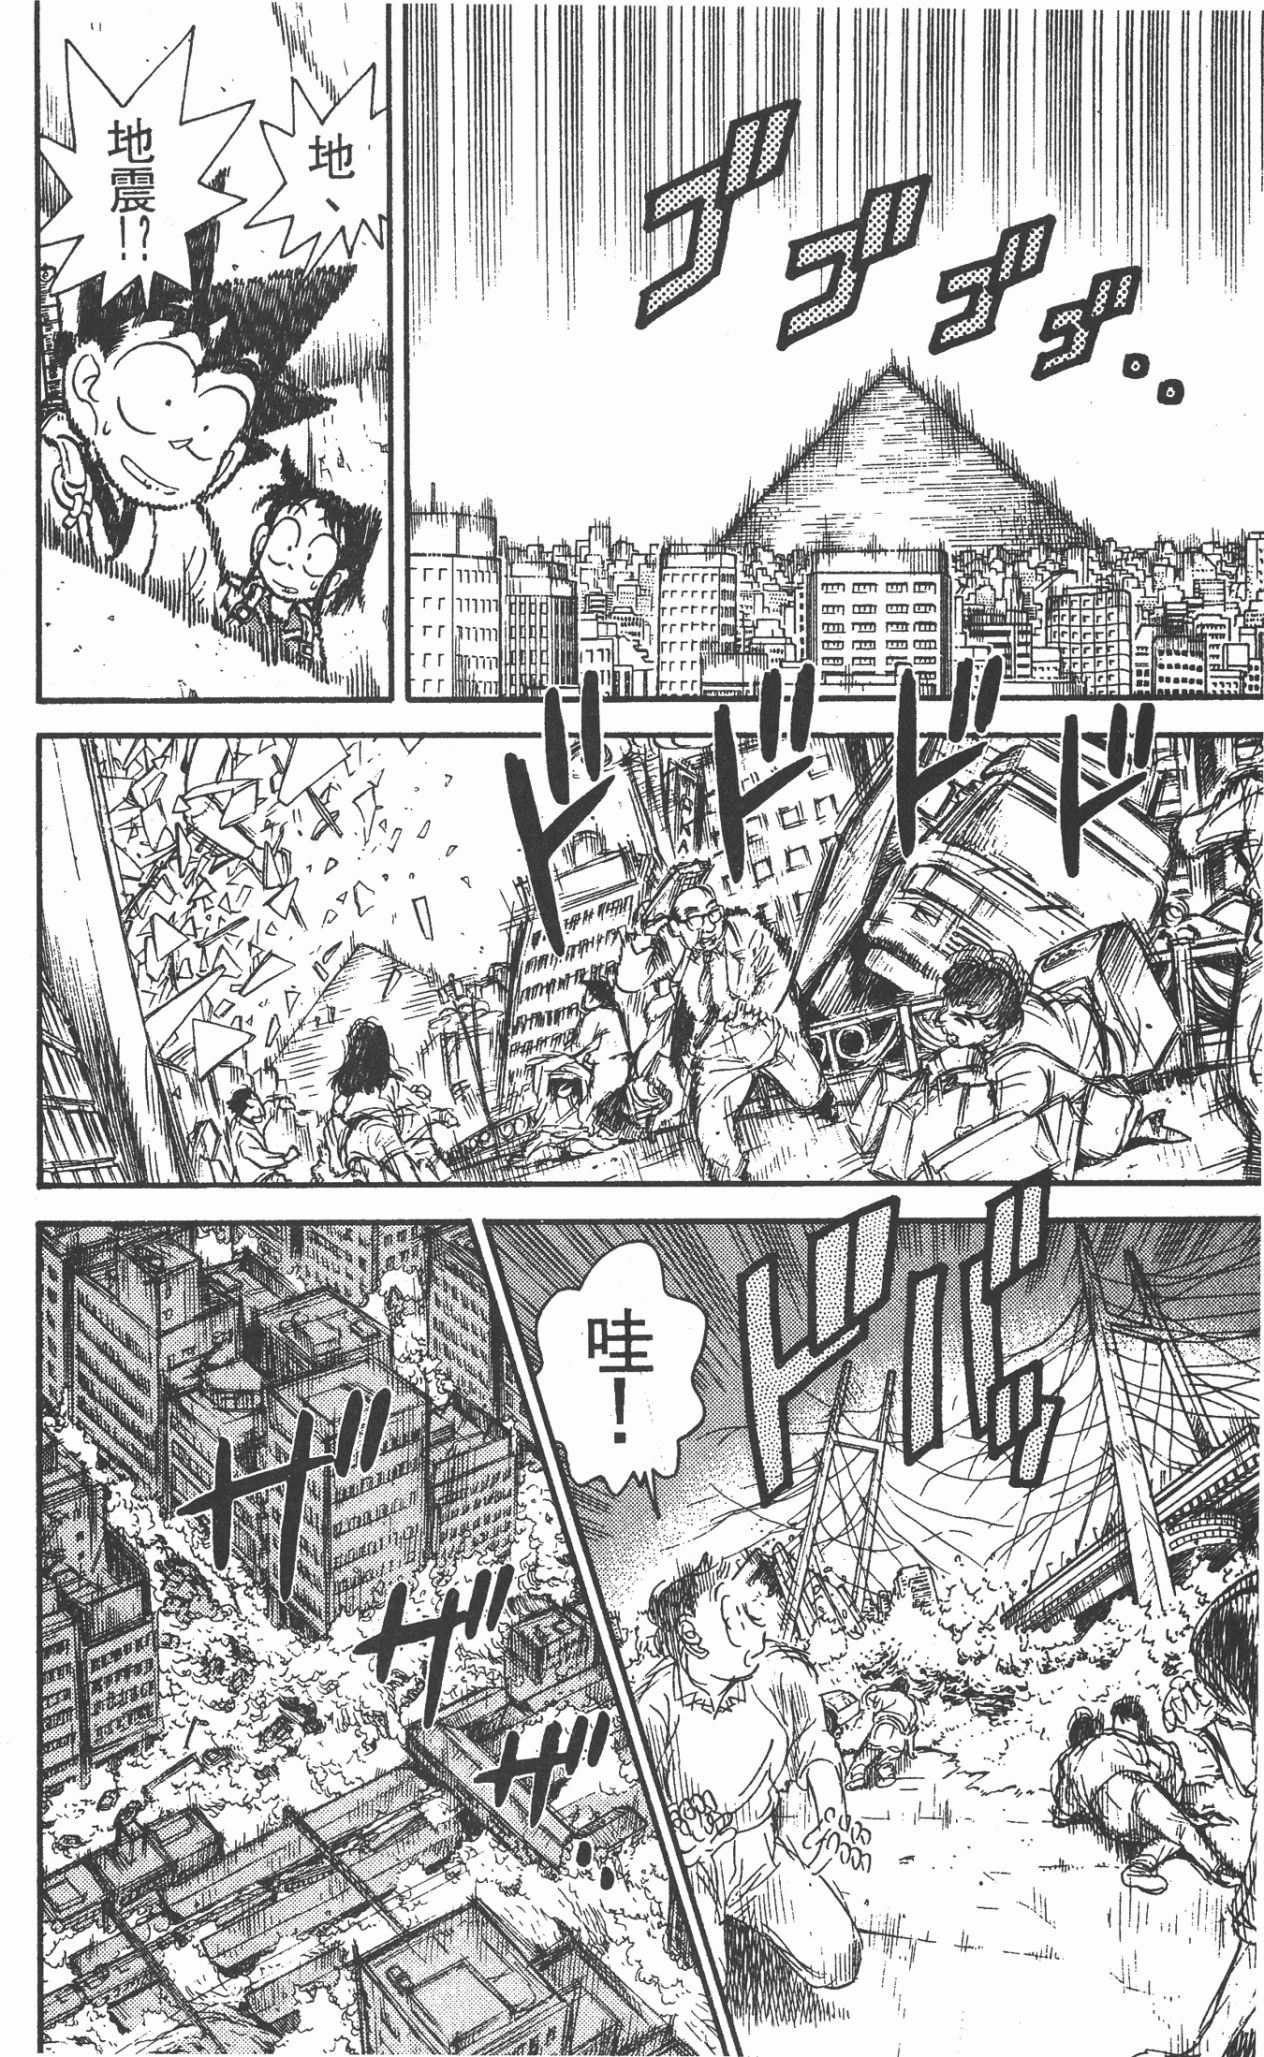 ゴゴゴゴ。。
地、
地震!?
ドドドド
ドドバッ
哇！
ザザザ・・